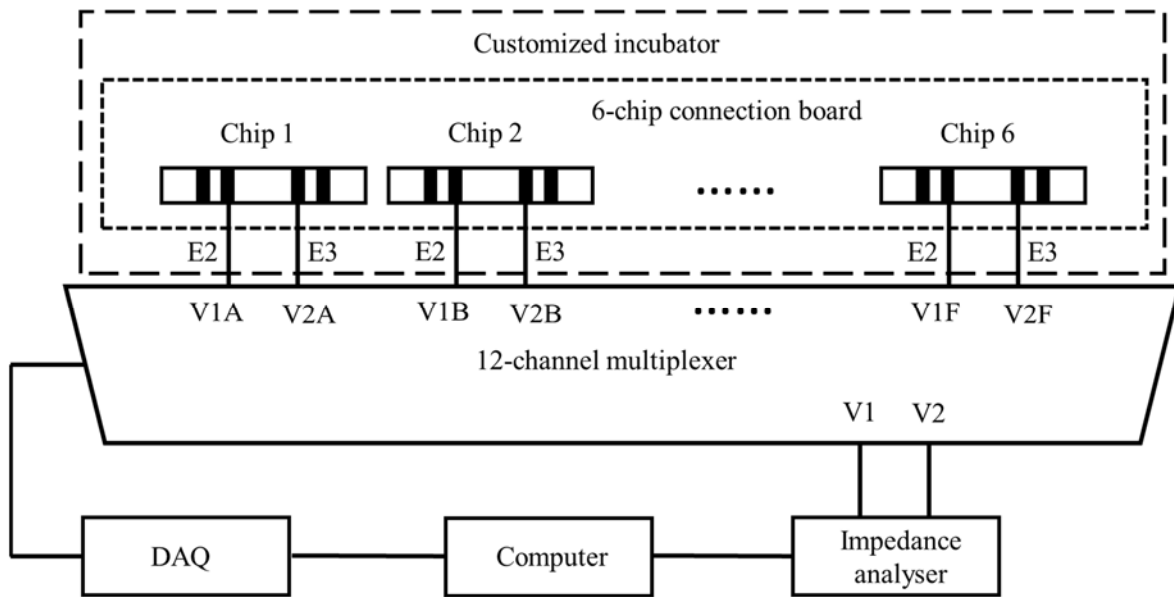 Customized incubator
6-chip connection board
Chip 1
Chip 2
Chip 6
......
E2
E3
E2
E3
E2
E3
V1A
V2A
V1B
V2B
......
V1F
V2F
12-channel multiplexer
V1
V2
DAQ
Computer
Impedance
analyser